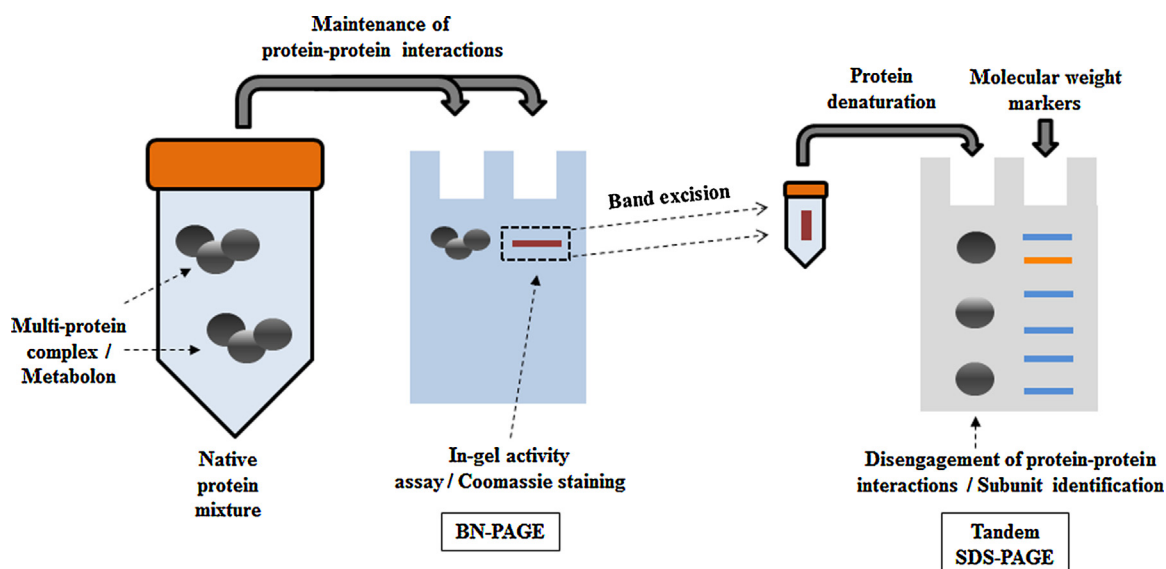 Maintenance of
protein-protein interactions
Protein
denaturation
Molecular weight
markers
Band excision
Multi-protein
complex /
Metabolon
Native
protein
mixture
In-gel activity
assay / Coomassie staining
BN-PAGE
Disengagement of protein-protein
interactions / Subunit identification
Tandem
SDS-PAGE